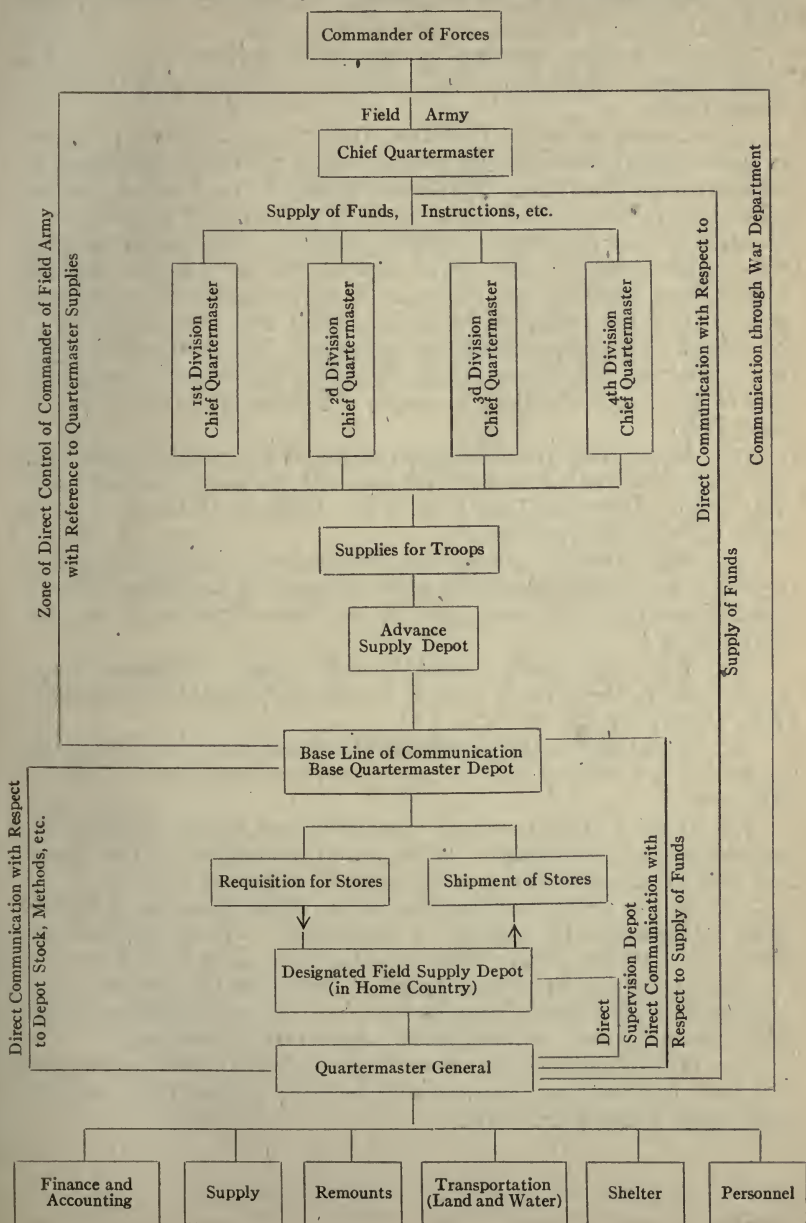 Commander of Forces
Field Army
Chief Quartermaster
Supply of Funds, Instructions, etc.
1st Division
Chief Quartermaster
2d Division
Chief Quartermaster
3d Division
Chief Quartermaster
4th Division
Chief Quartermaster
Zone of Direct Control of Commander of Field Army
with Reference to Quartermaster Supplies
Direct Communication with Respect to
Supply of Funds
Communication through War Department
Supplies for Troops
Advance
Supply Depot
Base Line of Communication
Base Quartermaster Depot
Direct Communication with Respect
to Depot Stock, Methods, etc.
Requisition for Stores
Shipment of Stores
Designated Field Supply Depot
(in Home Country)
Direct
Supervision Depot
Direct Communication with
Respect to Supply of Funds
Quartermaster General
Finance and
Accounting
Supply
Remounts
Transportation
(Land and Water)
Shelter
Personnel